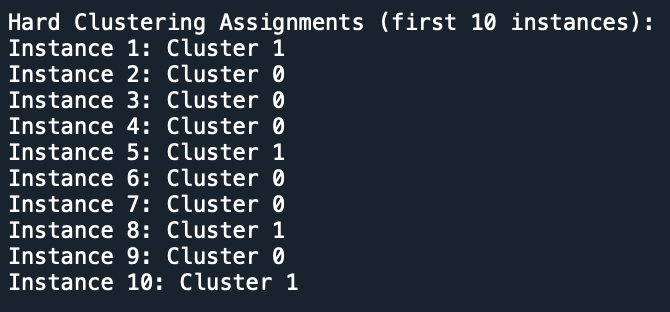 Hard Clustering Assignments (first 10 instances):
Instance 1: Cluster 1
Instance 2: Cluster 0
Instance 3: Cluster 0
Instance 4: Cluster 0
Instance 5: Cluster 1
Instance 6: Cluster 0
Instance 7: Cluster 0
Instance 8: Cluster 1
Instance 9: Cluster 0
Instance 10: Cluster 1